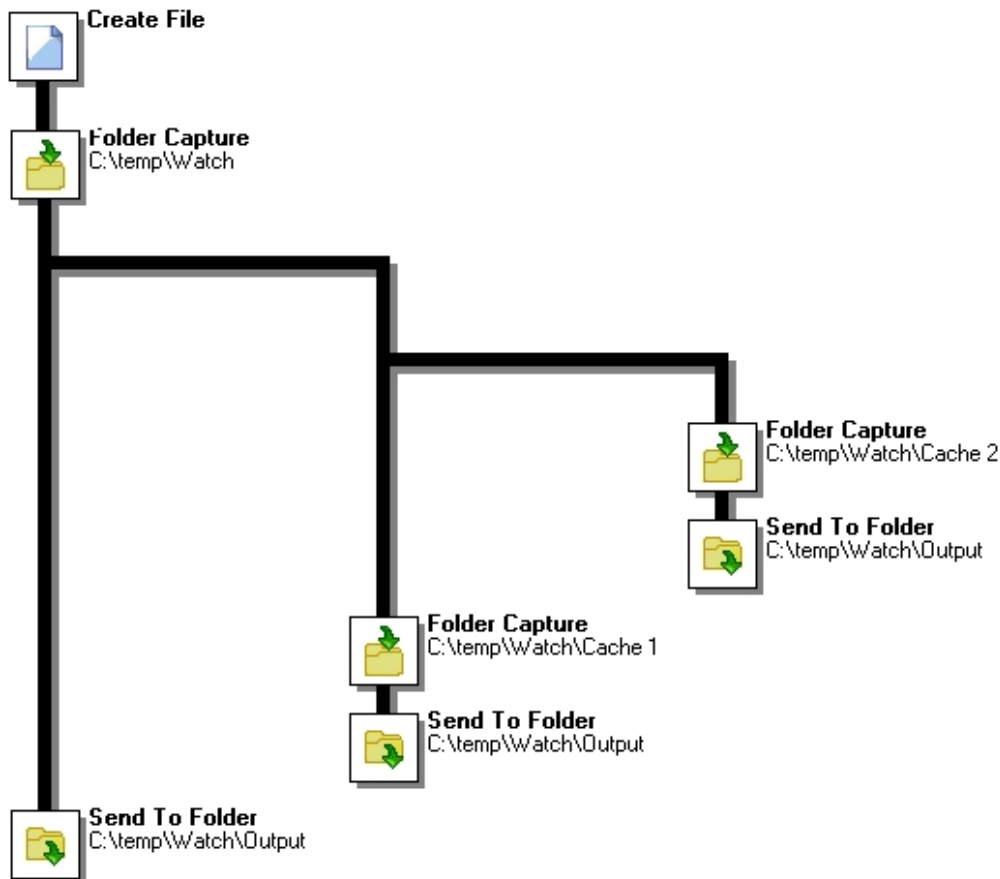 Create File
Folder Capture
C:\temp\Watch
Folder Capture
C:\temp\Watch\Cache 2
Send To Folder
C:\temp\Watch\Output
Folder Capture
C:\temp\Watch\Cache 1
Send To Folder
C:\temp\Watch\Output
Send To Folder
C:\temp\Watch\Output